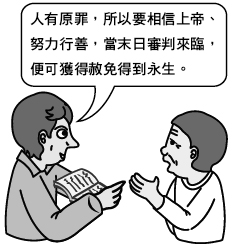 人有原罪，所以要相信上帝、
努力行善，當末日審判來臨，
便可獲得赦免得到永生。